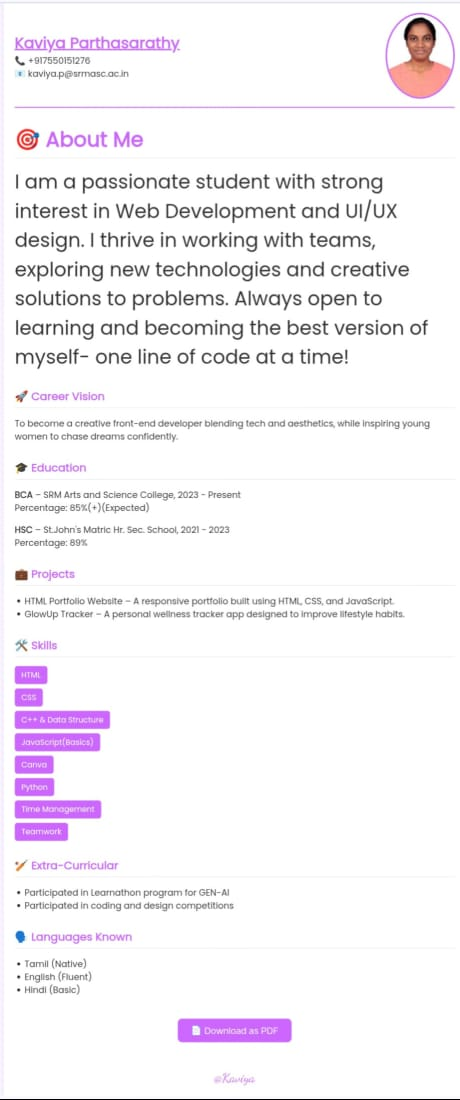 Kaviya Parthasarathy
📞 +917550151276
📧 kaviya.p@srmasc.ac.in
🎯 About Me
I am a passionate student with strong
interest in Web Development and UI/UX
design. I thrive in working with teams,
exploring new technologies and creative
solutions to problems. Always open to
learning and becoming the best version of
myself- one line of code at a time!
🚀 Career Vision
To become a creative front-end developer blending tech and aesthetics, while inspiring young
women to chase dreams confidently.
🎓 Education
BCA – SRM Arts and Science College, 2023 - Present
Percentage: 85%(+)(Expected)
HSC – St.John's Matric Hr. Sec. School, 2021 - 2023
Percentage: 89%
💼 Projects
• HTML Portfolio Website – A responsive portfolio built using HTML, CSS, and JavaScript.
• GlowUp Tracker – A personal wellness tracker app designed to improve lifestyle habits.
🛠️ Skills
HTML
CSS
C++ & Data Structure
JavaScript(Basics)
Canva
Python
Time Management
Teamwork
🏏 Extra-Curricular
• Participated in Learnathon program for GEN-AI
• Participated in coding and design competitions
🗣️ Languages Known
• Tamil (Native)
• English (Fluent)
• Hindi (Basic)
📄 Download as PDF
@Kaviya